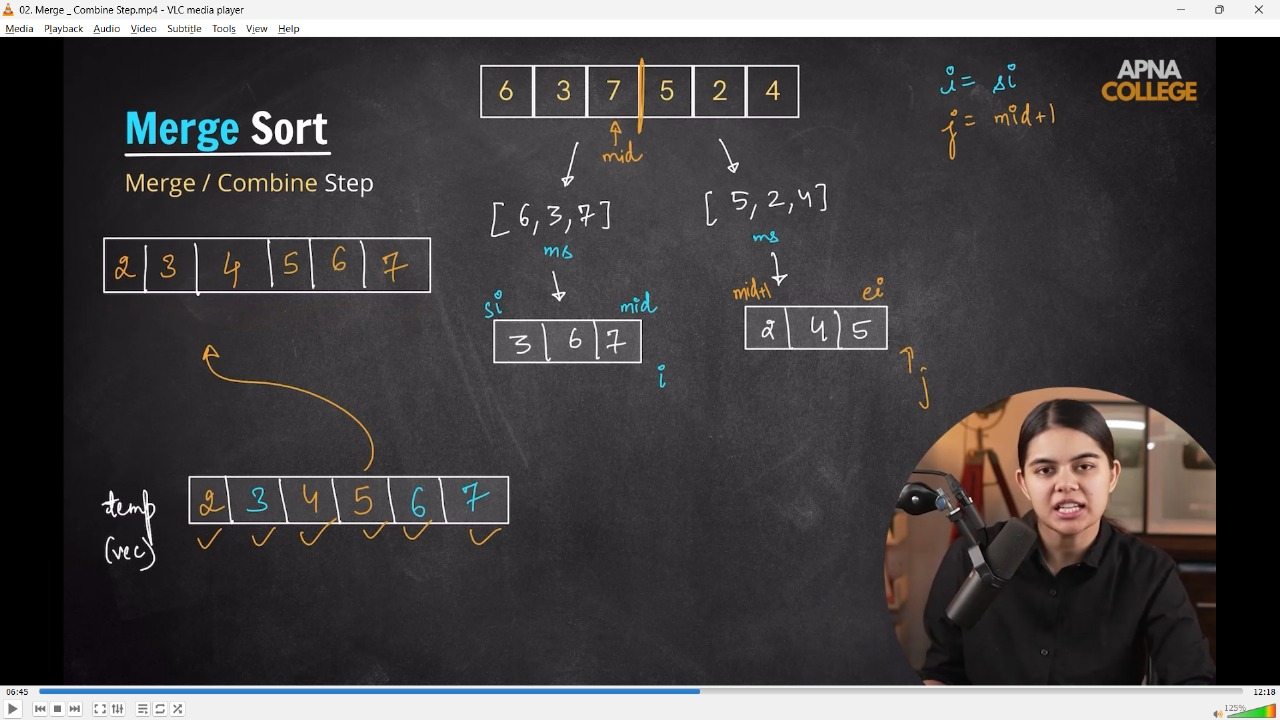 02. Merge _ Combine Step.mp4 - VLC media player
Media Playback Audio Video Subtitle Tools View Help
6 3 7 5 2 4
mid
i = si
j = mid+1
APNA
COLLEGE
Merge Sort
Merge / Combine Step
[6,3,7] [5,2,4]
ms ms
2 3 4 5 6 7
si mid mid+1 ei
3 6 7 2 4 5
i j
temp 2 3 4 5 6 7
(vec)
06:45 12:18
125%